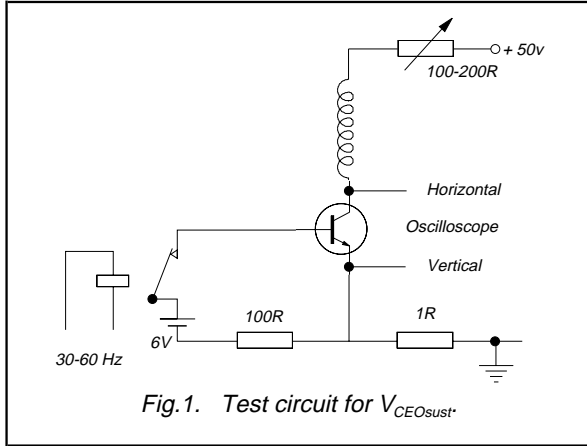 + 50v
100-200R
Horizontal
Oscilloscope
Vertical
100R
1R
6V
30-60 Hz
Fig.1. Test circuit for VCEOsust.